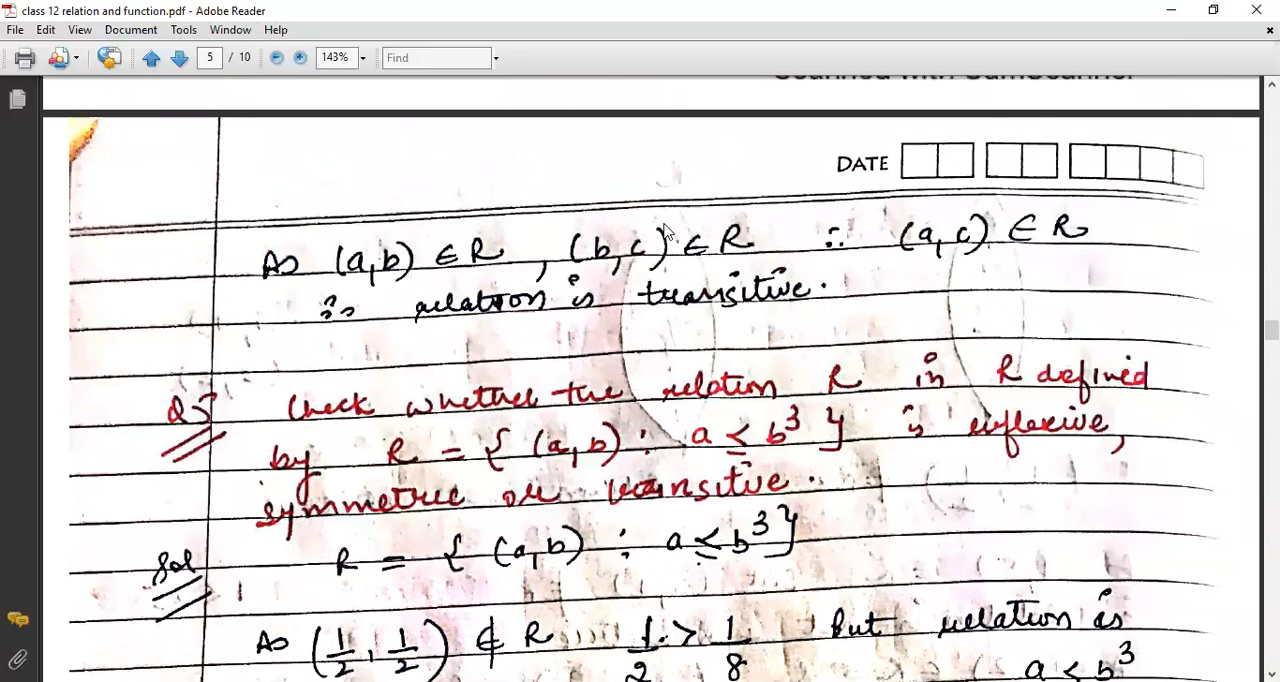 class 12 relation and function.pdf - Adobe Reader
File Edit View Document Tools Window Help
5 / 10 143% Find
DATE
As (a,b) ∈ R , (b,c) ∈ R ∴ (a,c) ∈ R
relation is transitive.
Q5 Check whether the relation R in R defined
by R = { (a,b) : a ≤ b³ } is reflexive,
symmetric or transitive.
Sol R = { (a,b) : a ≤ b³ }
As (1/2, 1/2) ∉ R 1/2 > 1/8 But relation is
a ≤ b³